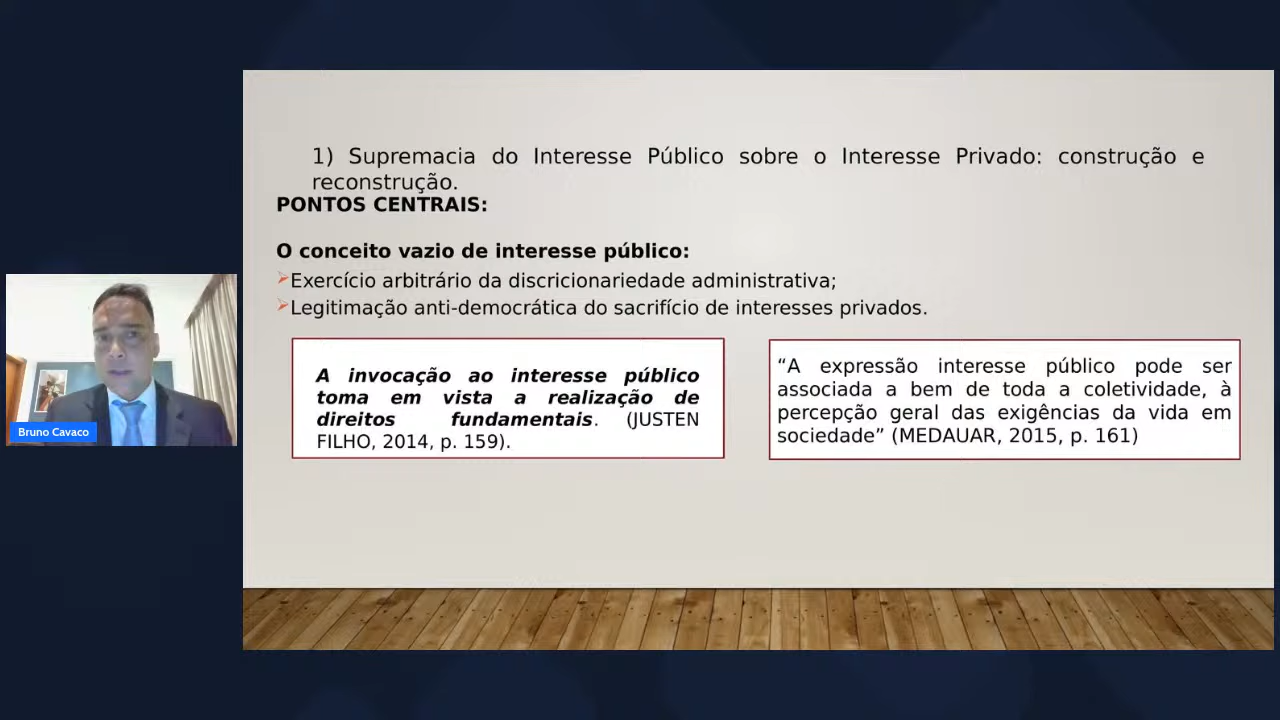 1) Supremacia do Interesse Público sobre o Interesse Privado: construção e
reconstrução.
PONTOS CENTRAIS:
O conceito vazio de interesse público:
Exercício arbitrário da discricionariedade administrativa;
Legitimação anti-democrática do sacrifício de interesses privados.
A invocação ao interesse público
toma em vista a realização de
direitos fundamentais. (JUSTEN
FILHO, 2014, p. 159).
“A expressão interesse público pode ser
associada a bem de toda a coletividade, à
percepção geral das exigências da vida em
sociedade” (MEDAUAR, 2015, p. 161)
Bruno Cavaco